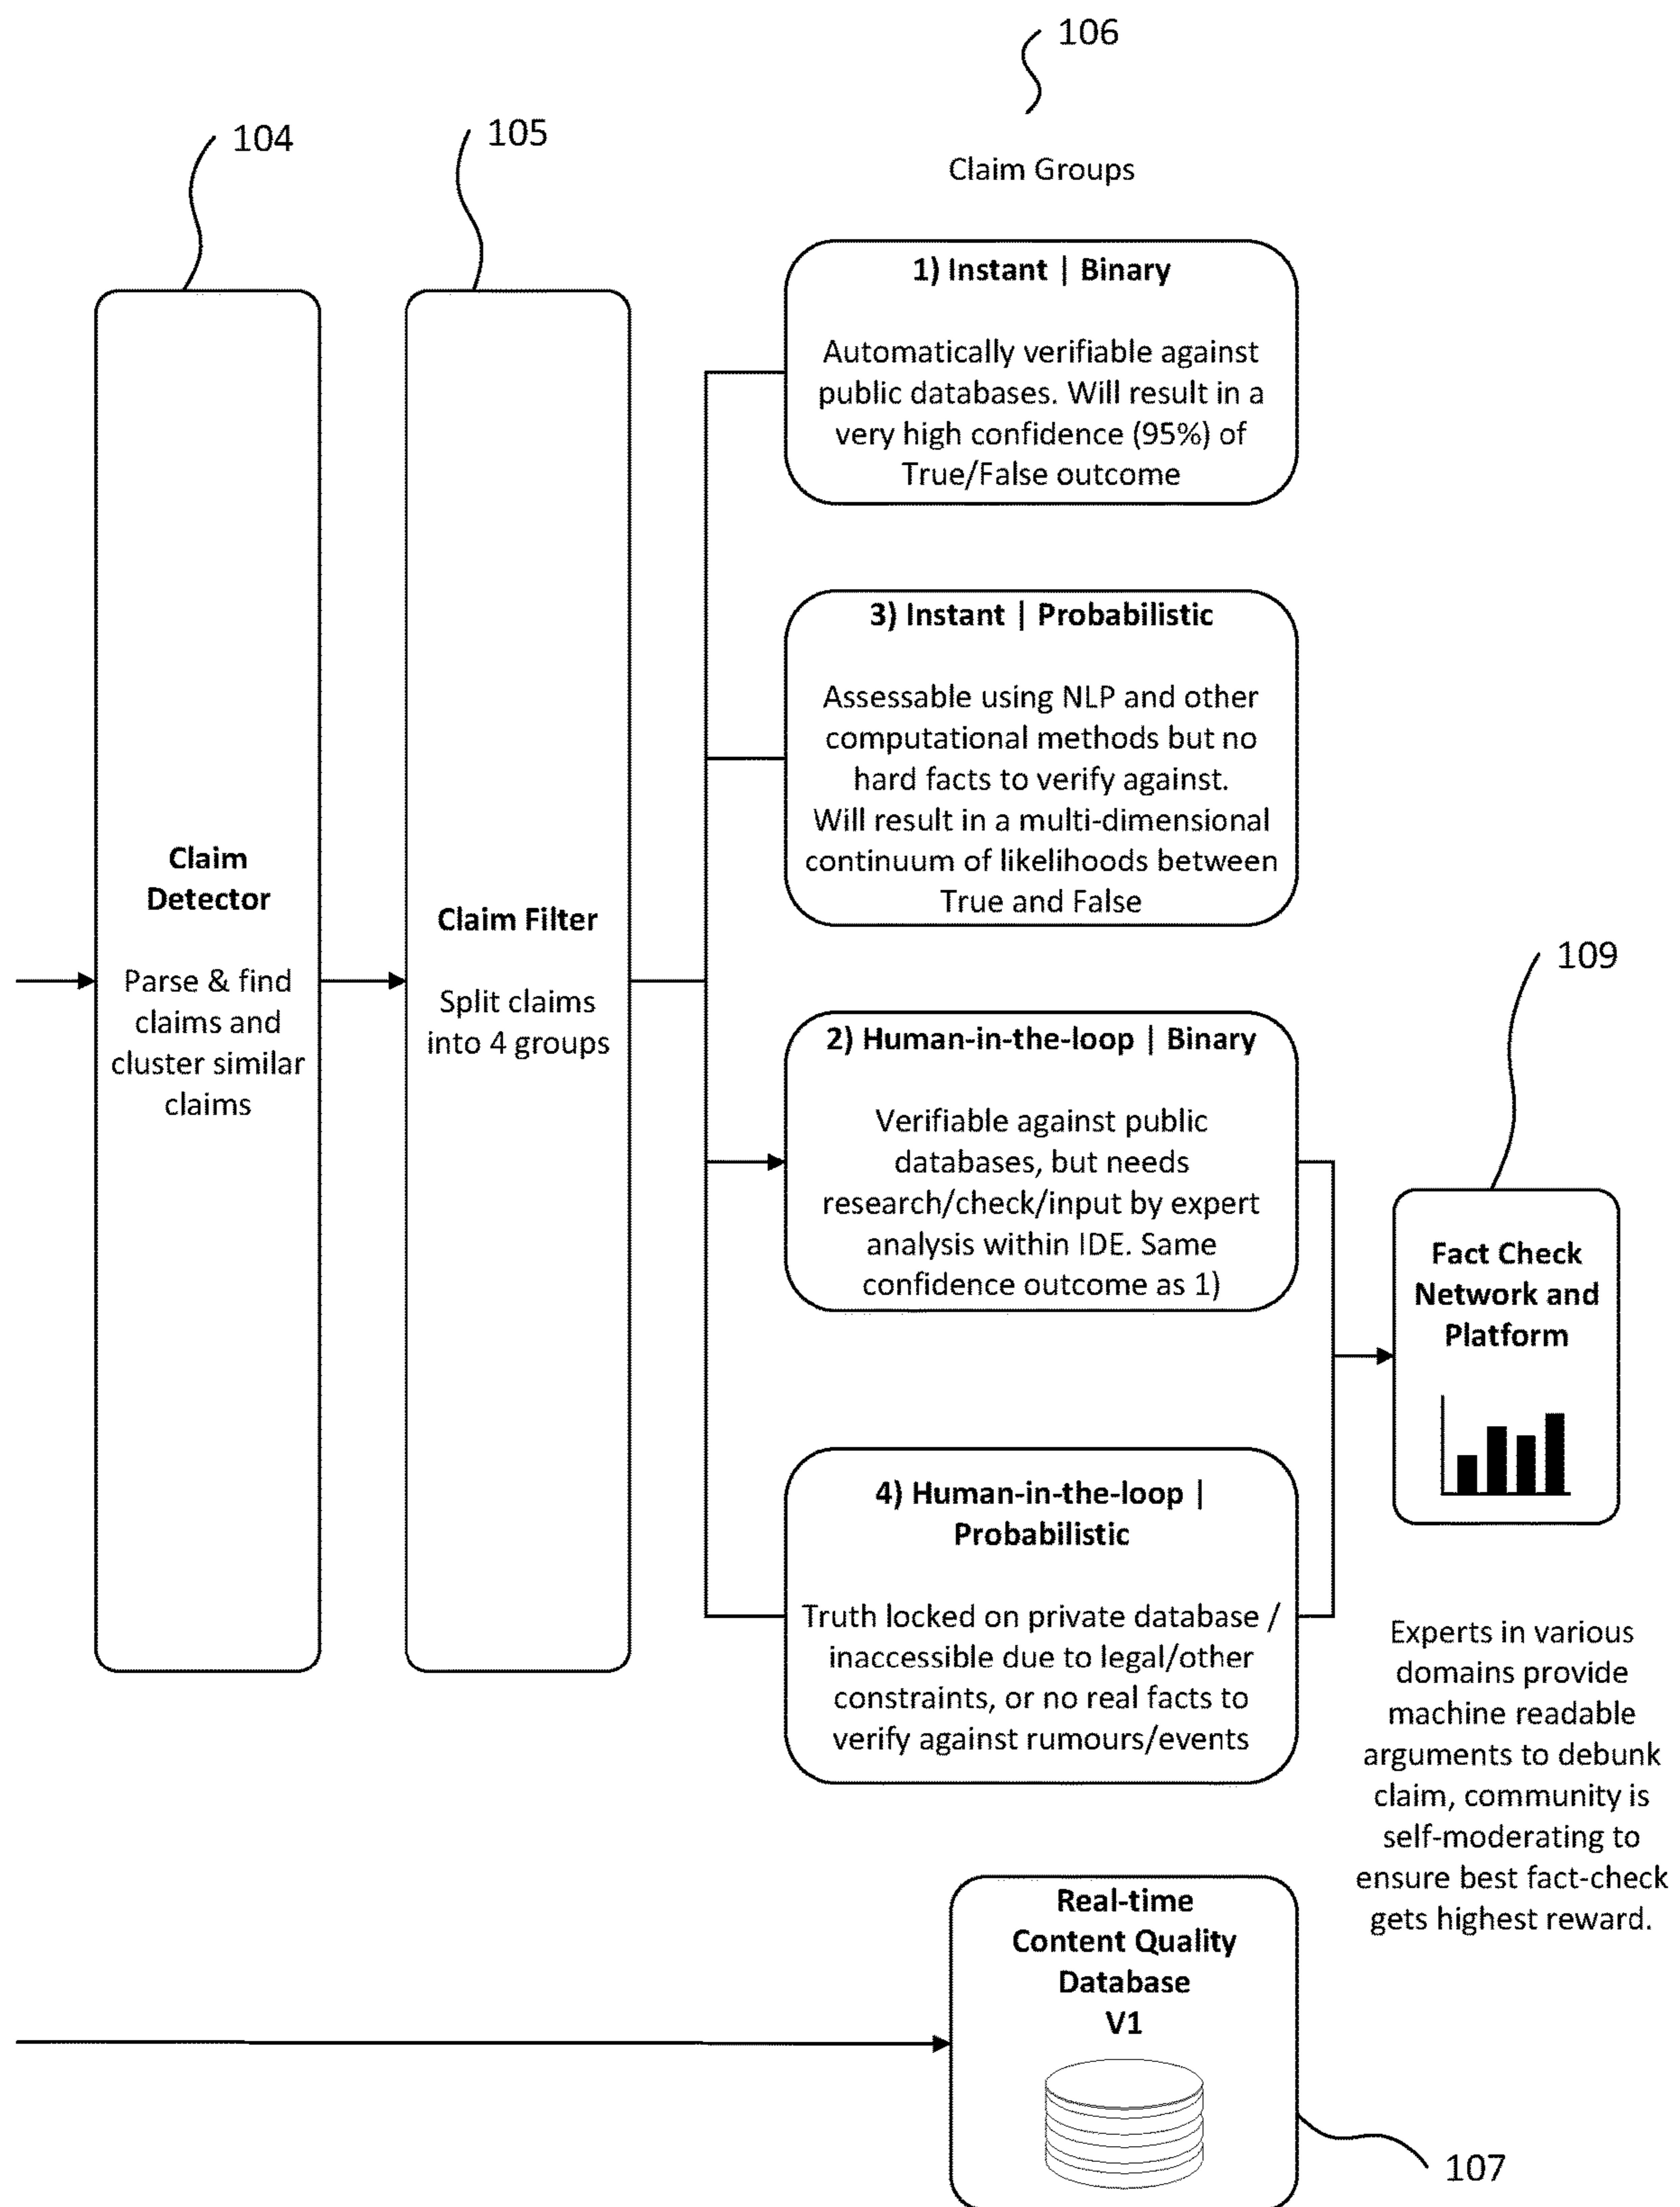 106
104
105
Claim Groups
1) Instant | Binary
Automatically verifiable against
public databases. Will result in a
very high confidence (95%) of
True/False outcome
3) Instant | Probabilistic
Assessable using NLP and other
computational methods but no
hard facts to verify against.
Will result in a multi-dimensional
continuum of likelihoods between
True and False
Claim
Detector
Parse & find
claims and
cluster similar
claims
Claim Filter
Split claims
into 4 groups
2) Human-in-the-loop | Binary
Verifiable against public
databases, but needs
research/check/input by expert
analysis within IDE. Same
confidence outcome as 1)
4) Human-in-the-loop |
Probabilistic
Truth locked on private database /
inaccessible due to legal/other
constraints, or no real facts to
verify against rumours/events
109
Fact Check
Network and
Platform
Experts in various
domains provide
machine readable
arguments to debunk
claim, community is
self-moderating to
ensure best fact-check
gets highest reward.
Real-time
Content Quality
Database
V1
107